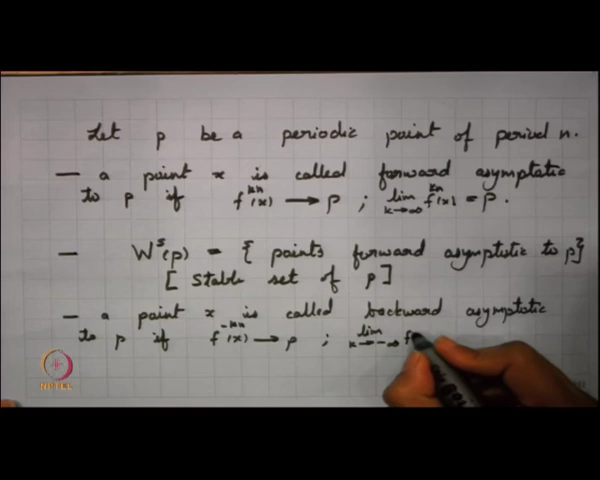 Let p be a periodic point of period n.
— a point x is called forward asymptotic
to p if f^{kn}(x) ⟶ p ; lim_{k→∞} f^{kn}(x) = p.
— W^s(p) = { points forward asymptotic to p}
[ Stable set of p ]
— a point x is called backward asymptotic
to p if f^{-kn}(x) ⟶ p ; lim_{k→-∞} f
NPTEL